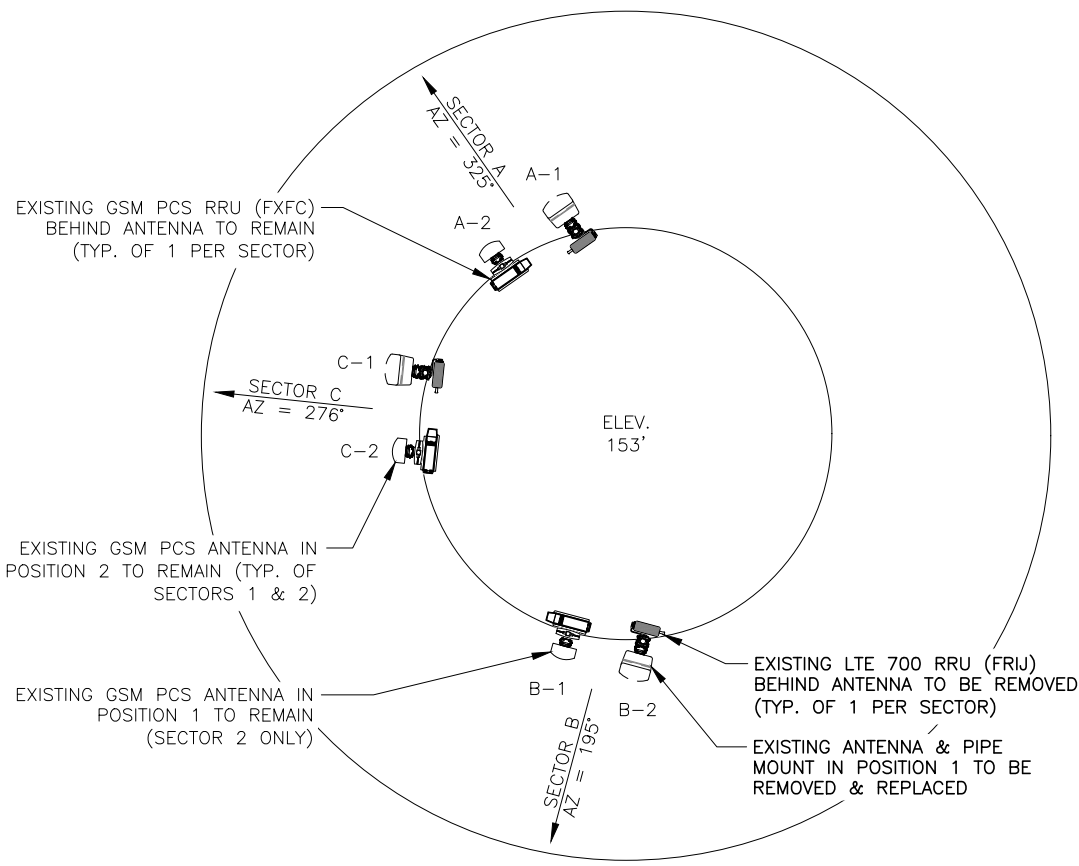 SECTOR A
AZ = 325°
A-1
EXISTING GSM PCS RRU (FXFC)
BEHIND ANTENNA TO REMAIN
(TYP. OF 1 PER SECTOR)
A-2
C-1
SECTOR C
AZ = 276°
C-2
ELEV.
153'
EXISTING GSM PCS ANTENNA IN
POSITION 2 TO REMAIN (TYP. OF
SECTORS 1 & 2)
EXISTING GSM PCS ANTENNA IN
POSITION 1 TO REMAIN
(SECTOR 2 ONLY)
B-1
SECTOR B
AZ = 195°
B-2
EXISTING LTE 700 RRU (FRIJ)
BEHIND ANTENNA TO BE REMOVED
(TYP. OF 1 PER SECTOR)
EXISTING ANTENNA & PIPE
MOUNT IN POSITION 1 TO BE
REMOVED & REPLACED